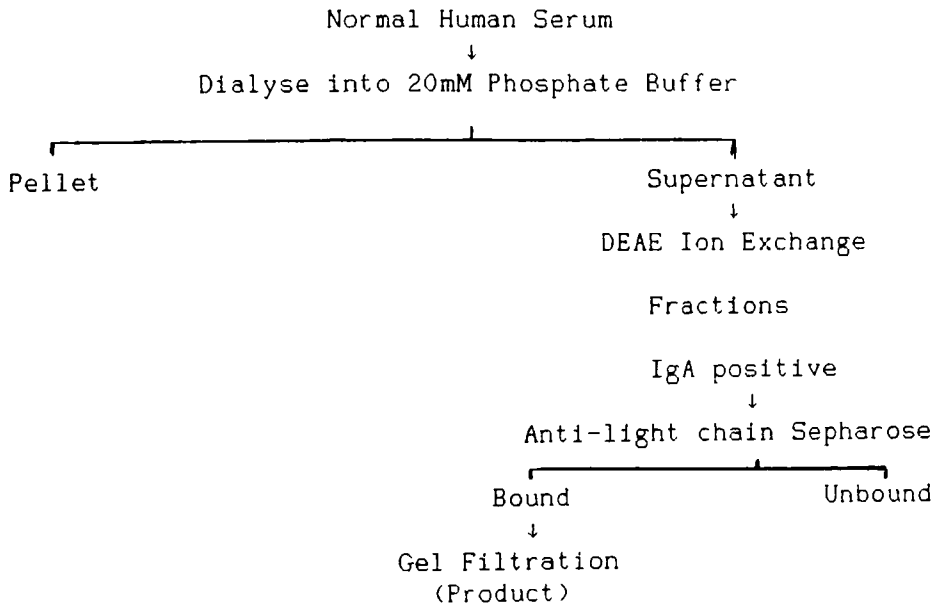 Normal Human Serum
↓
Dialyse into 20mM Phosphate Buffer
Pellet
Supernatant
↓
DEAE Ion Exchange
Fractions
IgA positive
↓
Anti-light chain Sepharose
Bound
Unbound
↓
Gel Filtration
(Product)